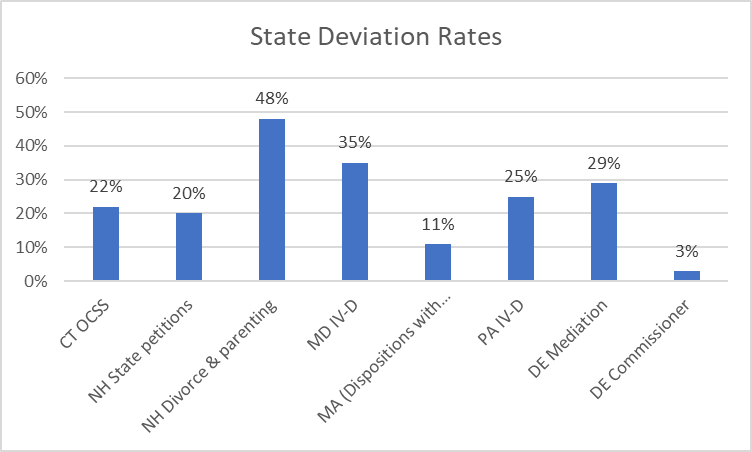 State Deviation Rates
60%
50%
40%
30%
20%
10%
0%
22%
20%
48%
35%
11%
25%
29%
3%
CT OCSS
NH State petitions
NH Divorce & parenting
MD IV-D
MA (Dispositions with...
PA IV-D
DE Mediation
DE Commissioner